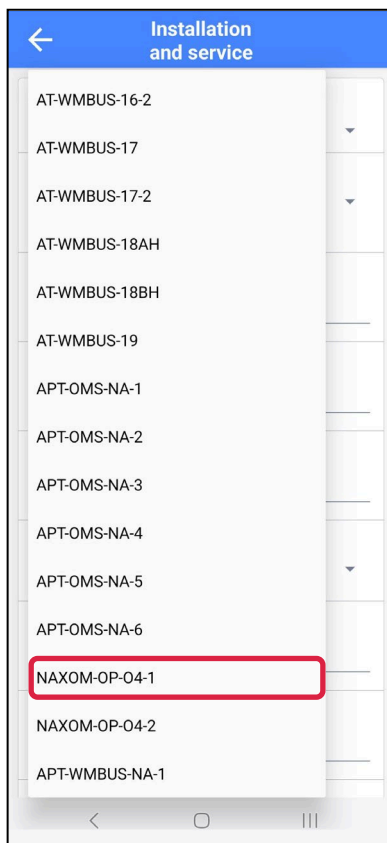 Installation
and service
AT-WMBUS-16-2
AT-WMBUS-17
AT-WMBUS-17-2
AT-WMBUS-18AH
AT-WMBUS-18BH
AT-WMBUS-19
APT-OMS-NA-1
APT-OMS-NA-2
APT-OMS-NA-3
APT-OMS-NA-4
APT-OMS-NA-5
APT-OMS-NA-6
NAXOM-OP-O4-1
NAXOM-OP-O4-2
APT-WMBUS-NA-1